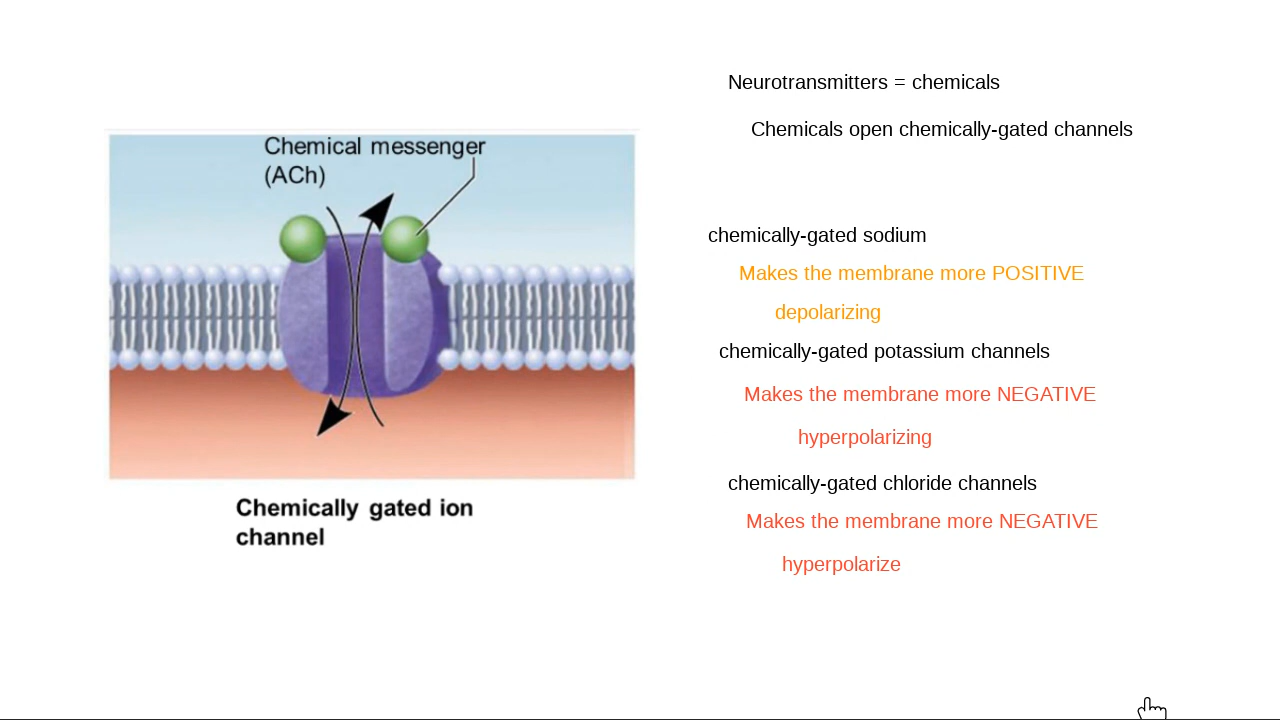 Neurotransmitters = chemicals
Chemicals open chemically-gated channels
Chemical messenger
(ACh)
chemically-gated sodium
Makes the membrane more POSITIVE
depolarizing
chemically-gated potassium channels
Makes the membrane more NEGATIVE
hyperpolarizing
chemically-gated chloride channels
Makes the membrane more NEGATIVE
hyperpolarize
Chemically gated ion
channel